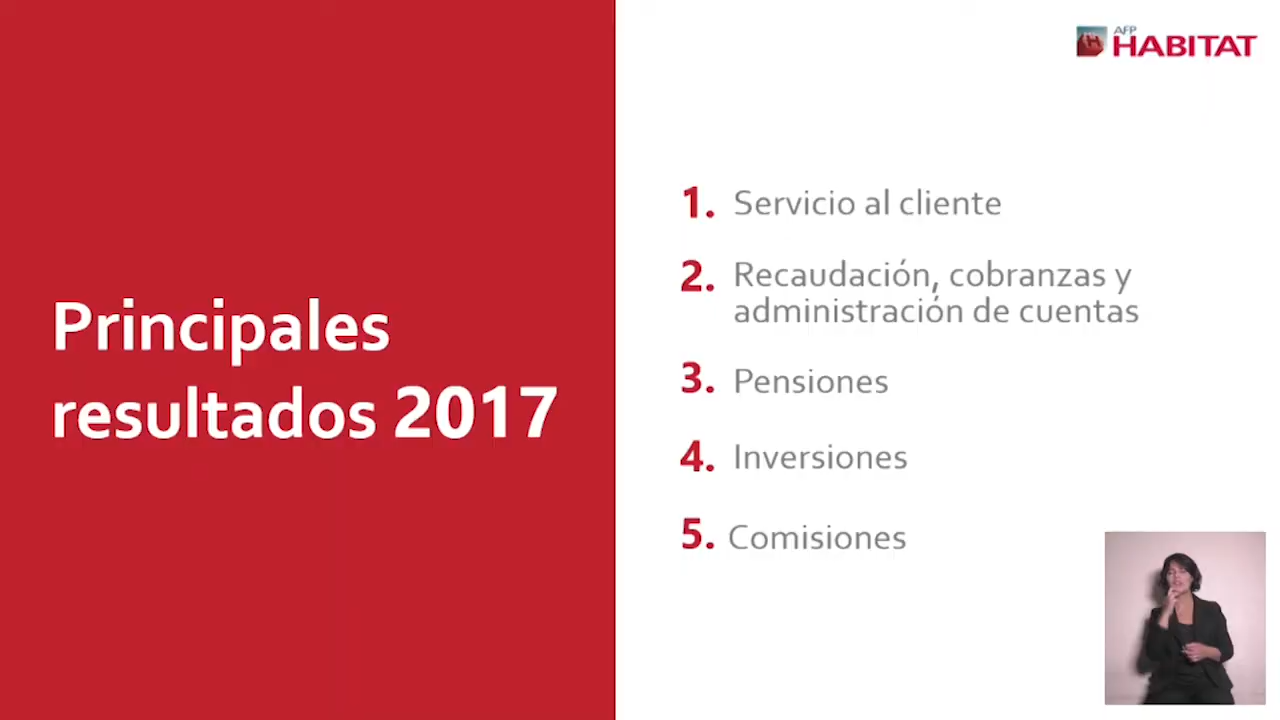 AFP
HABITAT
Principales
resultados 2017
1. Servicio al cliente
2. Recaudación, cobranzas y
administración de cuentas
3. Pensiones
4. Inversiones
5. Comisiones